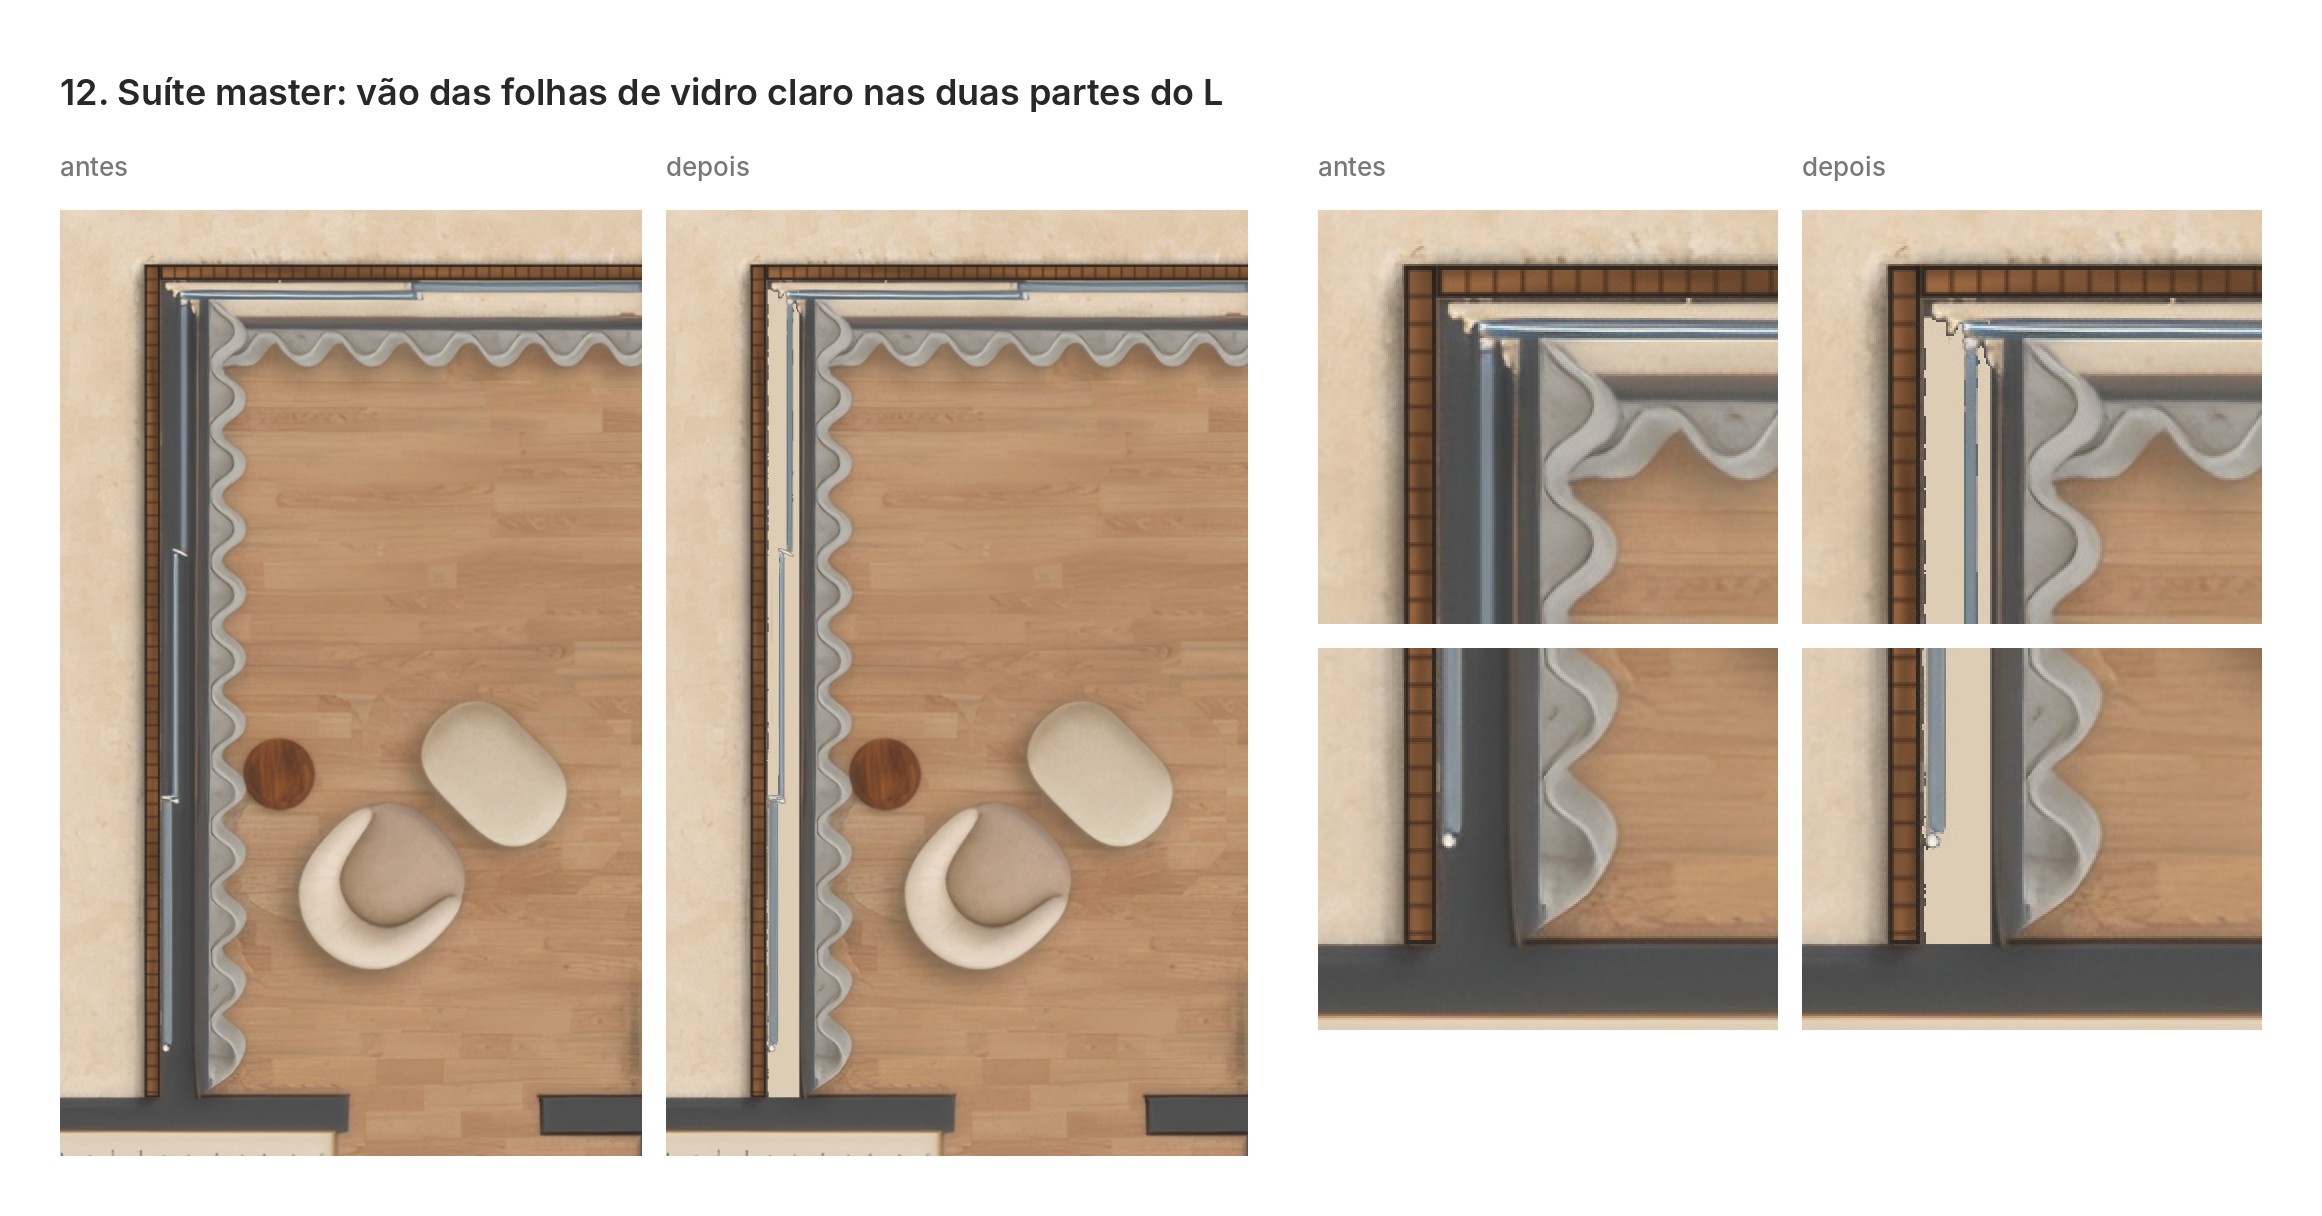 12. Suíte master: vão das folhas de vidro claro nas duas partes do L
antes
depois
antes
depois